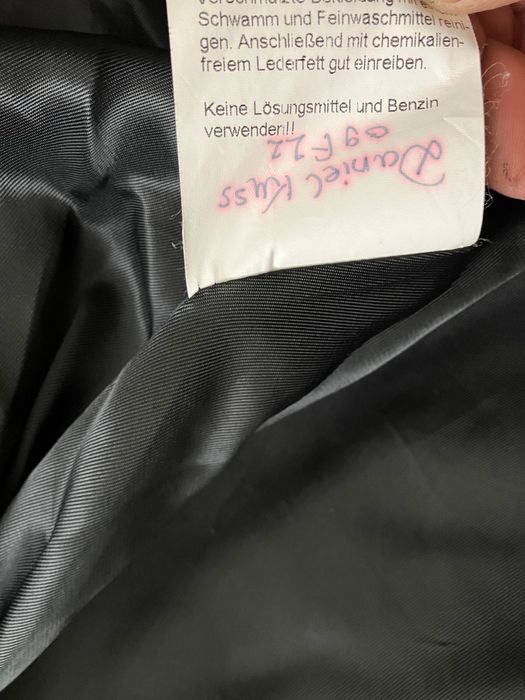 Schwamm und Feinwaschmittel reini-
gen. Anschließend mit chemikalien-
freiem Lederfett gut einreiben.
Keine Lösungsmittel und Benzin
verwenden!!
Daniel Kuss
09F22